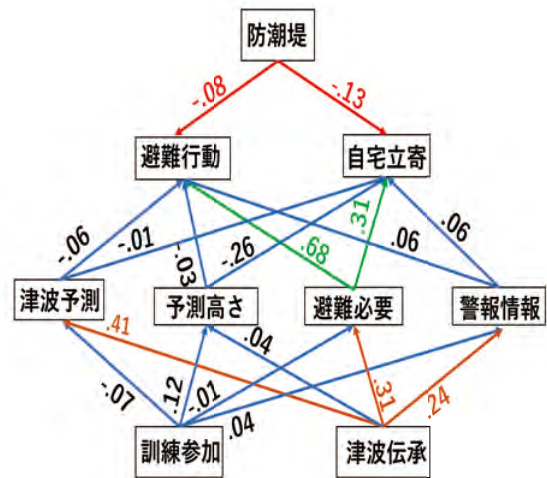 防潮堤
-.08
-.13
避難行動
自宅立寄
-.06
-.01
-.03
-.26
.68
.31
.06
.06
津波予測
予測高さ
避難必要
警報情報
.41
-.07
.12
-.01
.04
.04
.31
.24
訓練参加
津波伝承